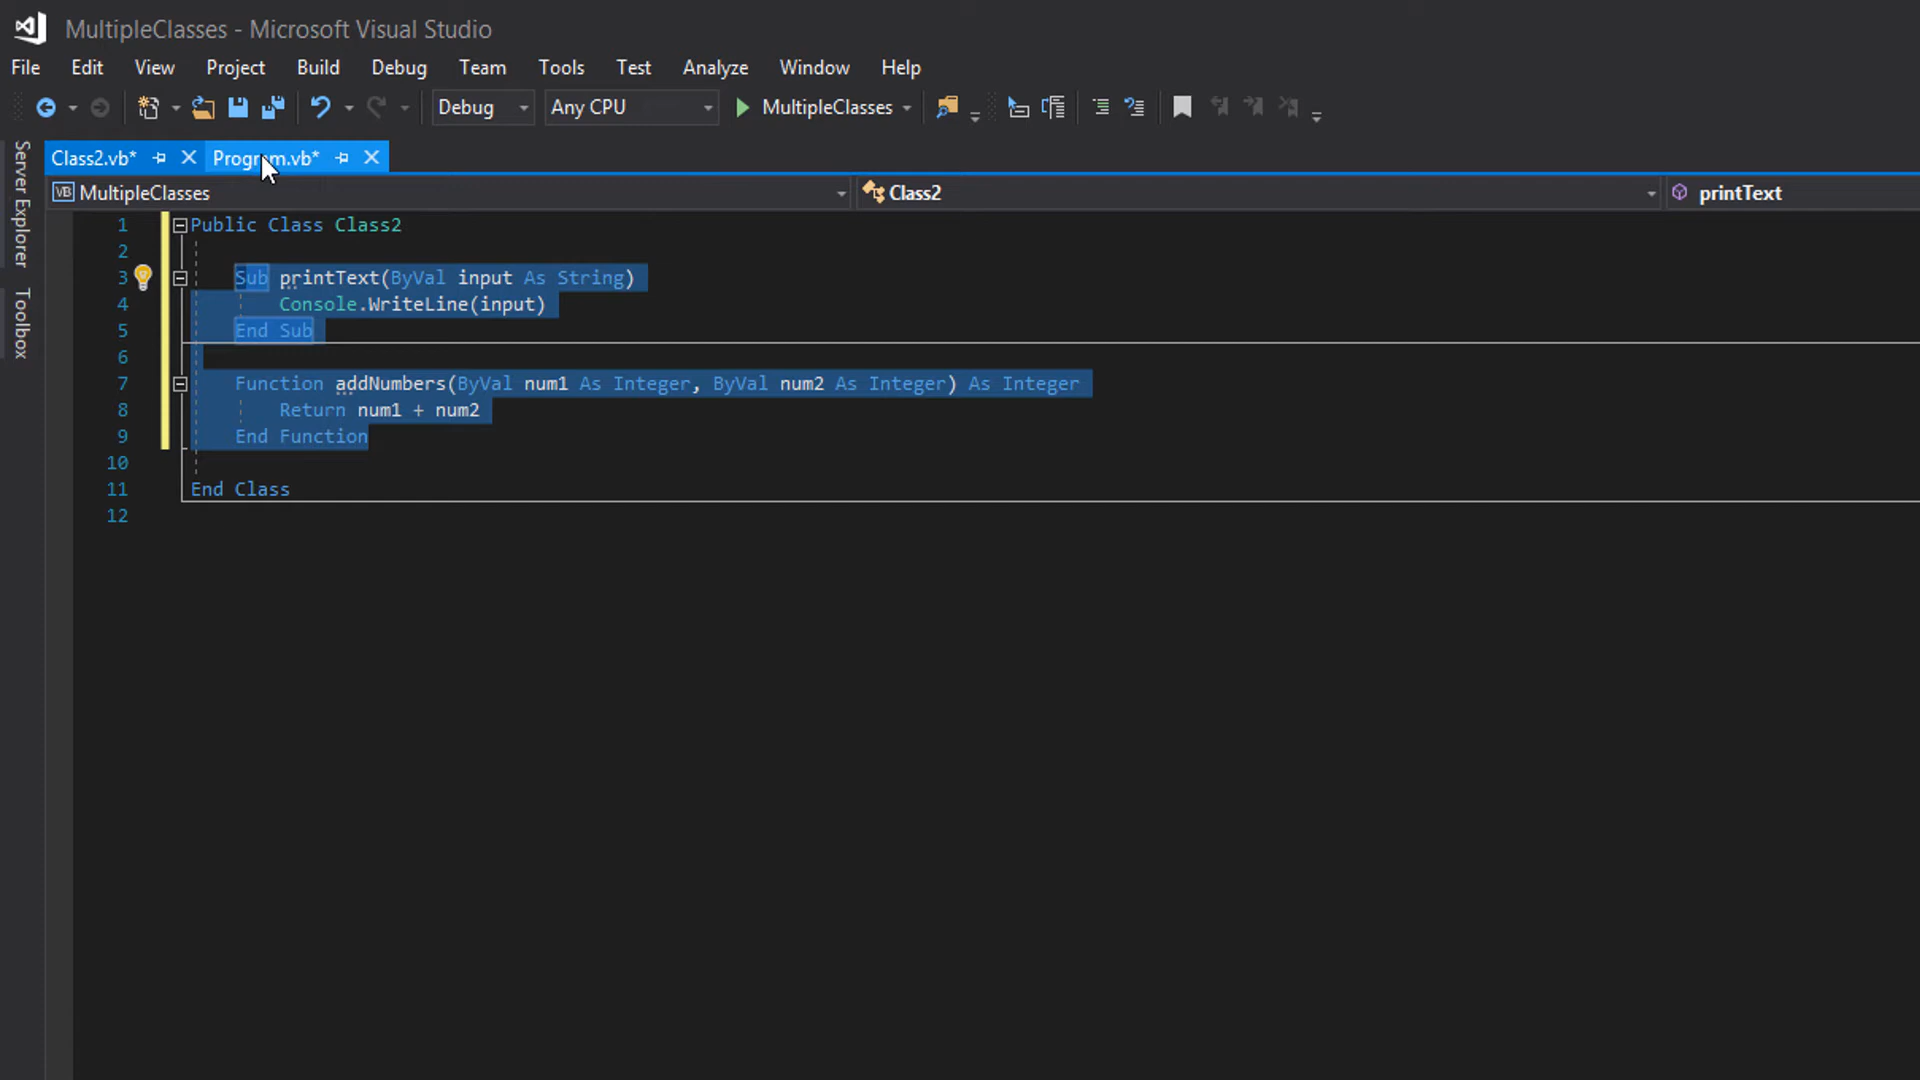 MultipleClasses - Microsoft Visual Studio
File Edit View Project Build Debug Team Tools Test Analyze Window Help
Debug Any CPU MultipleClasses
Server Explorer
Toolbox
Class2.vb* Program.vb*
MultipleClasses Class2 printText
1 Public Class Class2
2
3 Sub printText(ByVal input As String)
4 Console.WriteLine(input)
5 End Sub
6
7 Function addNumbers(ByVal num1 As Integer, ByVal num2 As Integer) As Integer
8 Return num1 + num2
9 End Function
10
11 End Class
12